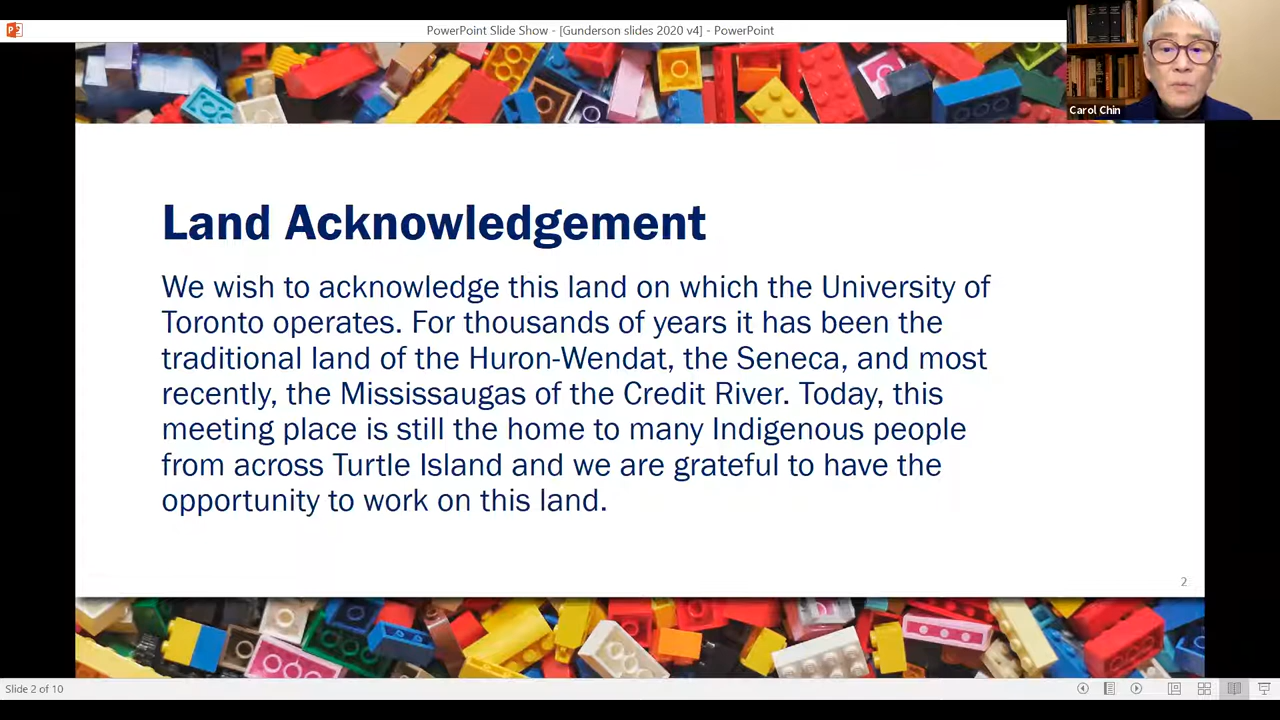 PowerPoint Slide Show - [Gunderson slides 2020 v4] - PowerPoint
Carol Chin
Land Acknowledgement
We wish to acknowledge this land on which the University of
Toronto operates. For thousands of years it has been the
traditional land of the Huron-Wendat, the Seneca, and most
recently, the Mississaugas of the Credit River. Today, this
meeting place is still the home to many Indigenous people
from across Turtle Island and we are grateful to have the
opportunity to work on this land.
2
Slide 2 of 10